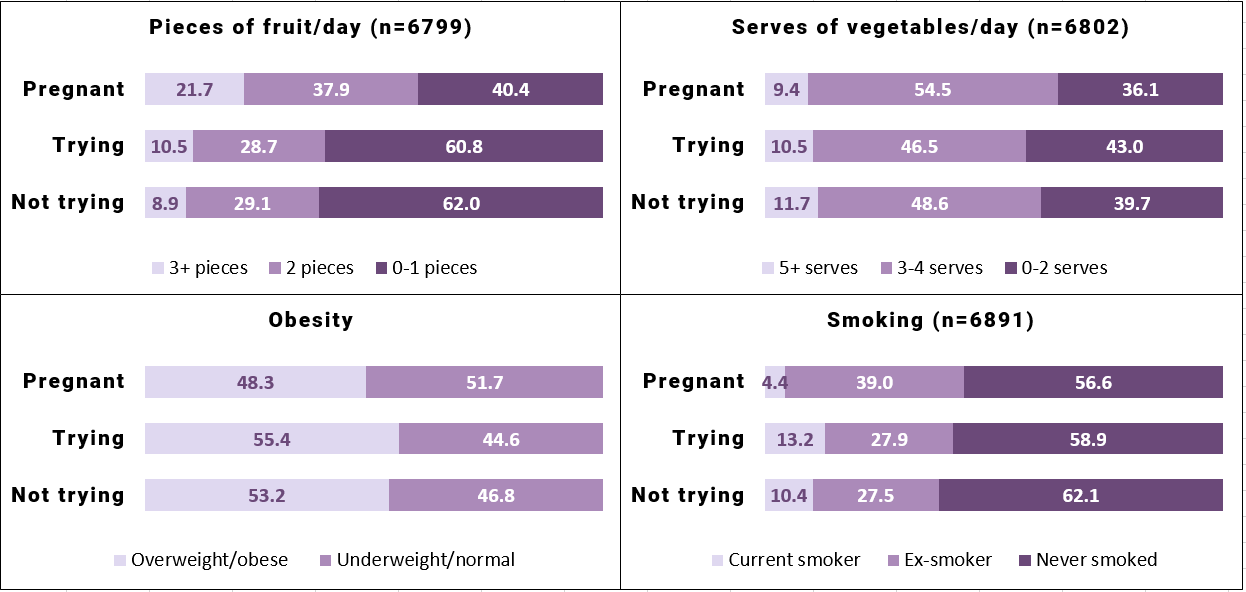 Pieces of fruit/day (n=6799)
Pregnant 21.7 37.9 40.4
Trying 10.5 28.7 60.8
Not trying 8.9 29.1 62.0
3+ pieces 2 pieces 0-1 pieces
Serves of vegetables/day (n=6802)
Pregnant 9.4 54.5 36.1
Trying 10.5 46.5 43.0
Not trying 11.7 48.6 39.7
5+ serves 3-4 serves 0-2 serves
Obesity
Pregnant 48.3 51.7
Trying 55.4 44.6
Not trying 53.2 46.8
Overweight/obese Underweight/normal
Smoking (n=6891)
Pregnant 4.4 39.0 56.6
Trying 13.2 27.9 58.9
Not trying 10.4 27.5 62.1
Current smoker Ex-smoker Never smoked